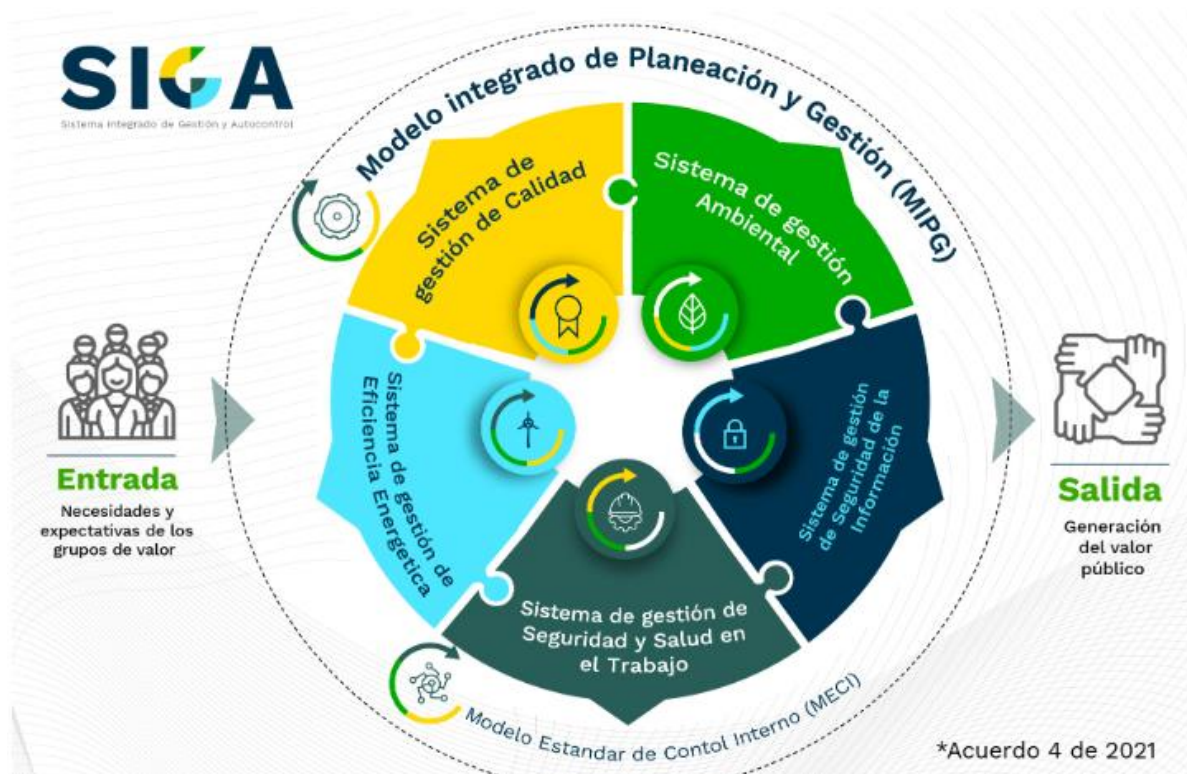 SIGA
Sistema Integrado de Gestión y Autocontrol
Modelo integrado de Planeación y Gestión (MIPG)
Sistema de
gestión de Calidad
Sistema de gestión
Ambiental
Sistema de gestión de
Eficiencia Energetica
Sistema de gestión
de Seguridad de la
Información
Sistema de gestión de
Seguridad y Salud en
el Trabajo
Entrada
Necesidades y
expectativas de los
grupos de valor
Salida
Generación
del valor
público
Modelo Estandar de Contol Interno (MECI)
*Acuerdo 4 de 2021